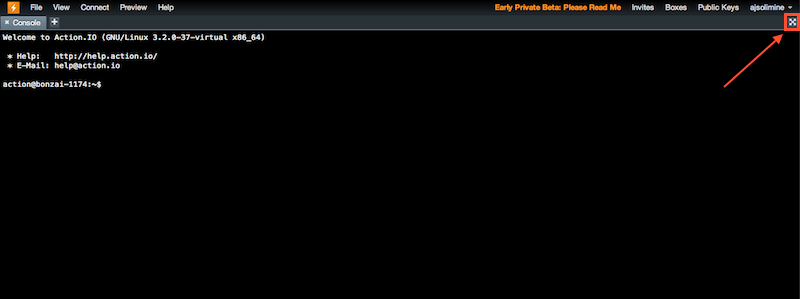 File View Connect Preview Help Early Private Beta: Please Read Me Invites Boxes Public Keys ajsolimine
Console
Welcome to Action.IO (GNU/Linux 3.2.0-37-virtual x86_64)
* Help: http://help.action.io/
* E-Mail: help@action.io
action@bonzai-1174:~$